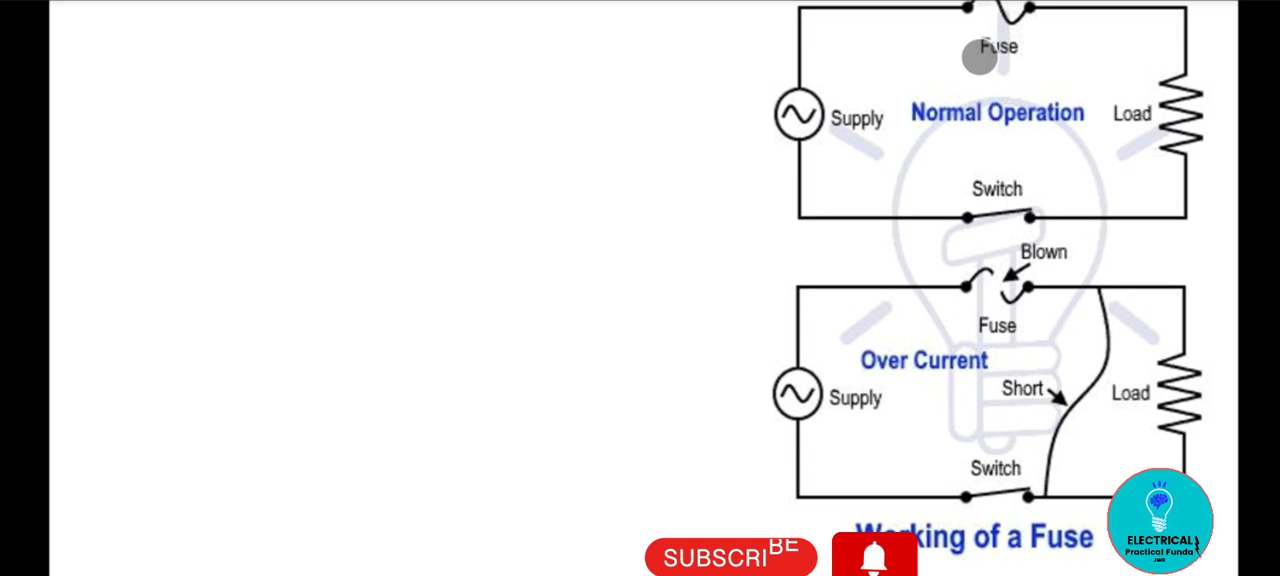 Fuse
Supply
Normal Operation
Load
Switch
Blown
Fuse
Over Current
Short
Load
Supply
Switch
Working of a Fuse
SUBSCRIBE
ELECTRICAL
Practical Funda